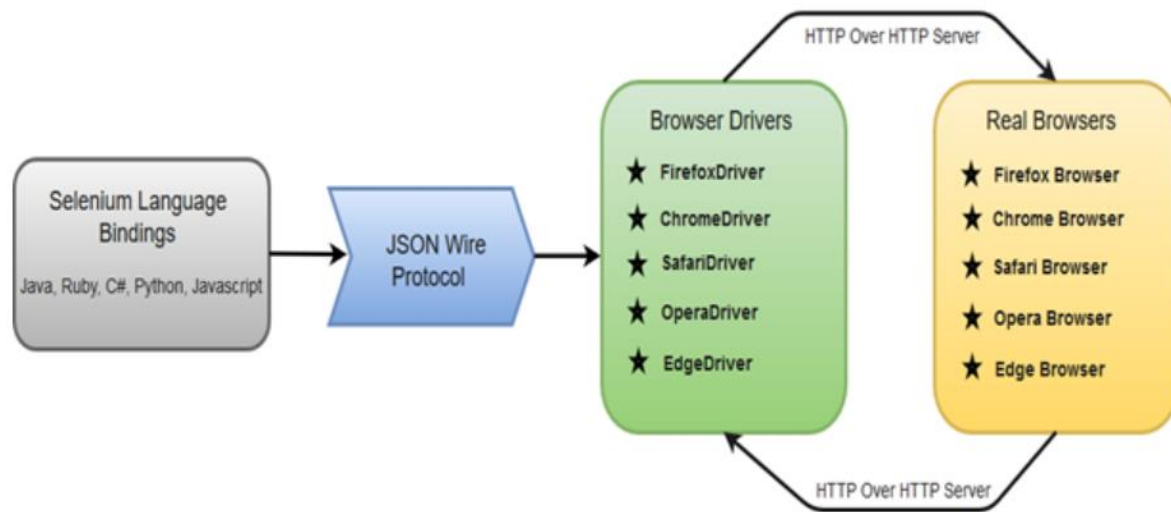 HTTP Over HTTP Server
Selenium Language
Bindings
Java, Ruby, C#, Python, Javascript
JSON Wire
Protocol
Browser Drivers
FirefoxDriver
ChromeDriver
SafariDriver
OperaDriver
EdgeDriver
Real Browsers
Firefox Browser
Chrome Browser
Safari Browser
Opera Browser
Edge Browser
HTTP Over HTTP Server